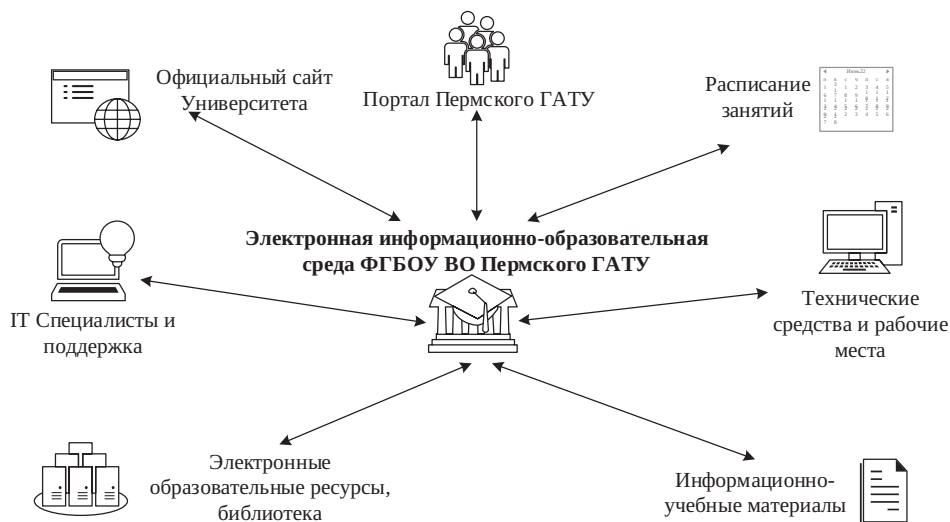 Официальный сайт
Университета
Портал Пермского ГАТУ
Расписание
занятий
Июнь22
Электронная информационно-образовательная
среда ФГБОУ ВО Пермского ГАТУ
IT Специалисты и
поддержка
Технические
средства и рабочие
места
Электронные
образовательные ресурсы,
библиотека
Информационно-
учебные материалы